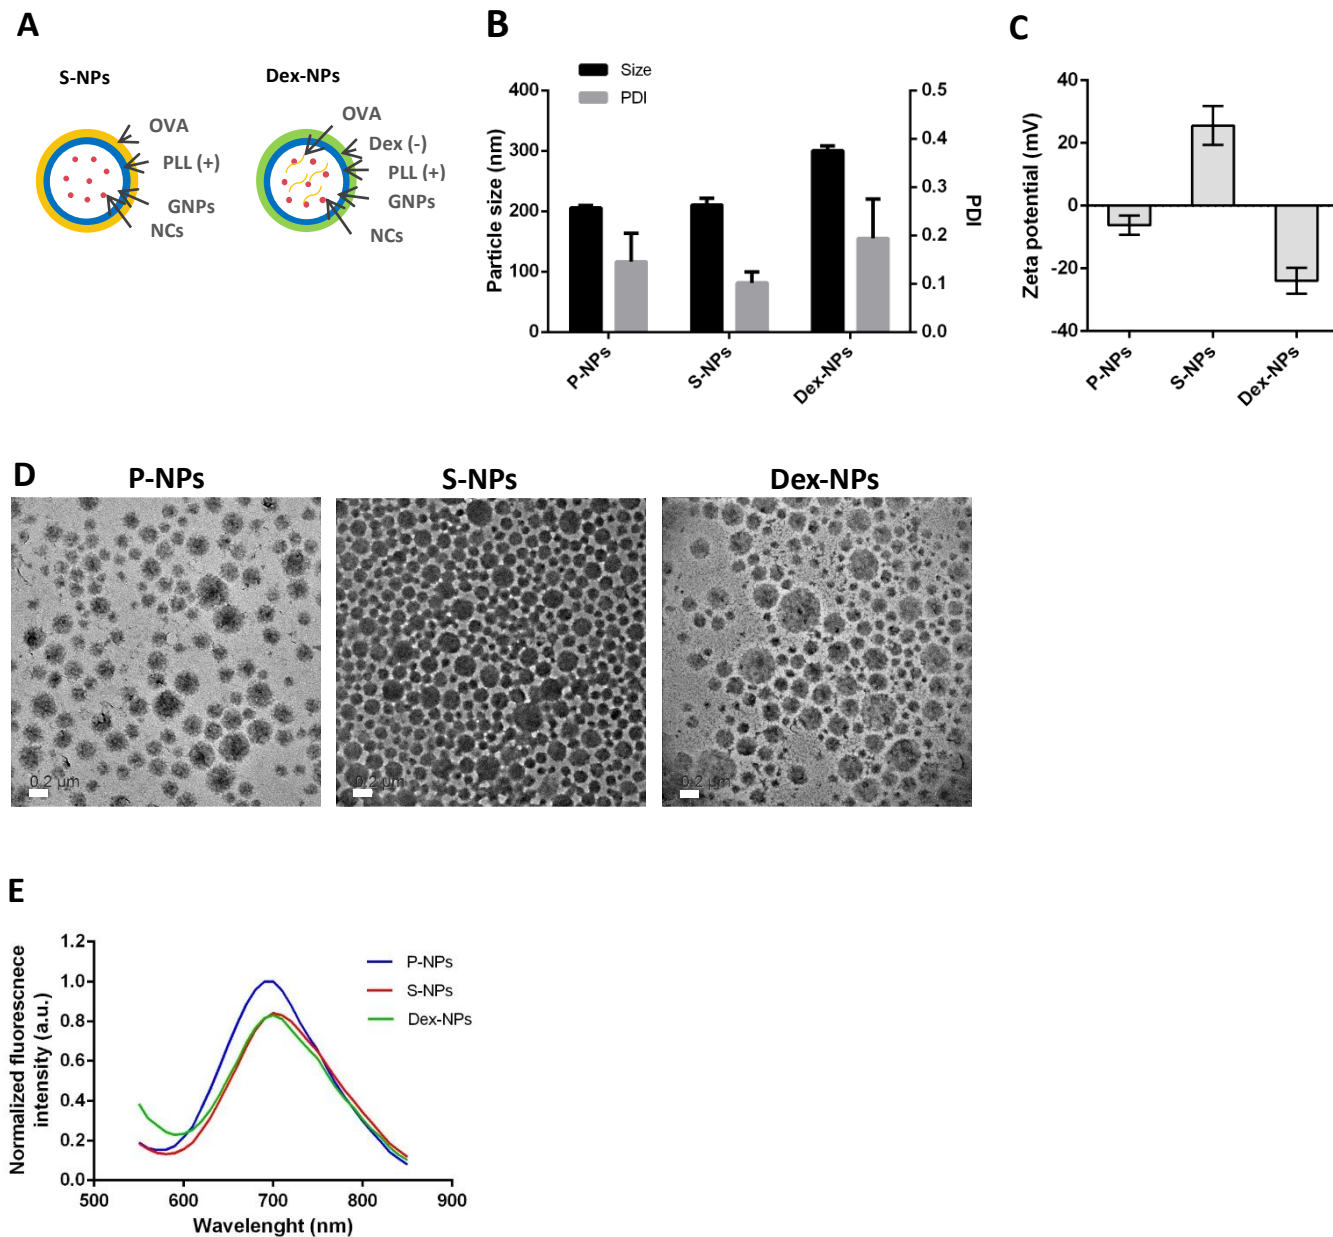 A
S-NPs
OVA
PLL (+)
GNPs
NCs
Dex-NPs
OVA
Dex (-)
PLL (+)
GNPs
NCs
B
Size
PDI
Particle size (nm)
400
300
200
100
0
PDI
0.5
0.4
0.3
0.2
0.1
0.0
P-NPs
S-NPs
Dex-NPs
C
Zeta potential (mV)
40
20
0
-20
-40
P-NPs
S-NPs
Dex-NPs
D
P-NPs
S-NPs
Dex-NPs
0.2 µm
0.2 µm
0.2 µm
E
Normalized fluorescnece
intensity (a.u.)
1.2
1.0
0.8
0.6
0.4
0.2
0.0
P-NPs
S-NPs
Dex-NPs
500
600
700
800
900
Wavelenght (nm)